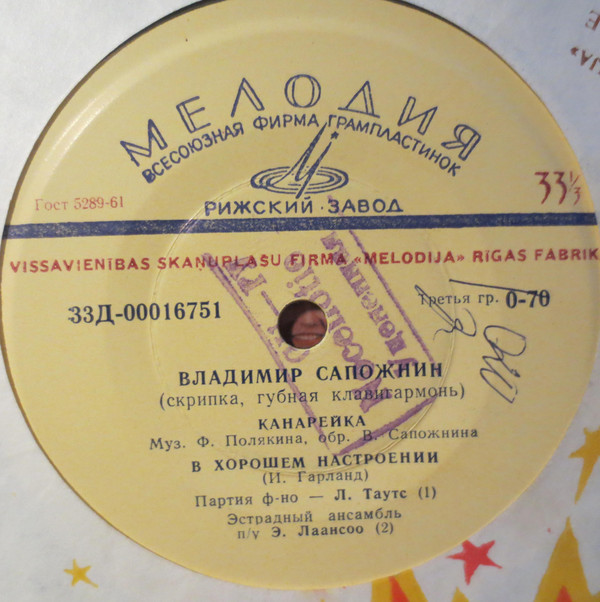 МЕЛОДИЯ
ВСЕСОЮЗНАЯ ФИРМА ГРАМПЛАСТИНОК
Гост 5289-61
РИЖСКИЙ ЗАВОД
33⅓
VISSAVIENĪBAS SKAŅUPLAŠU FIRMA «MELODIJA» RĪGAS FABRIK
33Д-00016751
Третья гр. 0-70
ВЛАДИМИР САПОЖНИН
(скрипка, губная клавигармонь)
КАНАРЕЙКА
Муз. Ф. Полякина, обр. В. Сапожнина
В ХОРОШЕМ НАСТРОЕНИИ
(И. Гарланд)
Партия ф-но — Л. Таутс (1)
Эстрадный ансамбль
п/у Э. Лаансоо (2)